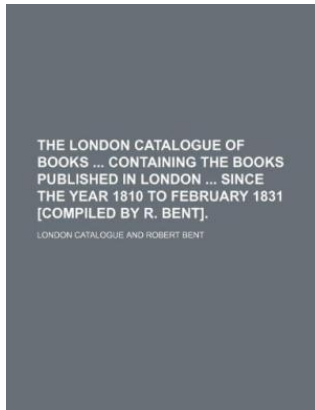 THE LONDON CATALOGUE OF
BOOKS ... CONTAINING THE BOOKS
PUBLISHED IN LONDON ... SINCE
THE YEAR 1810 TO FEBRUARY 1831
[COMPILED BY R. BENT].
LONDON CATALOGUE AND ROBERT BENT